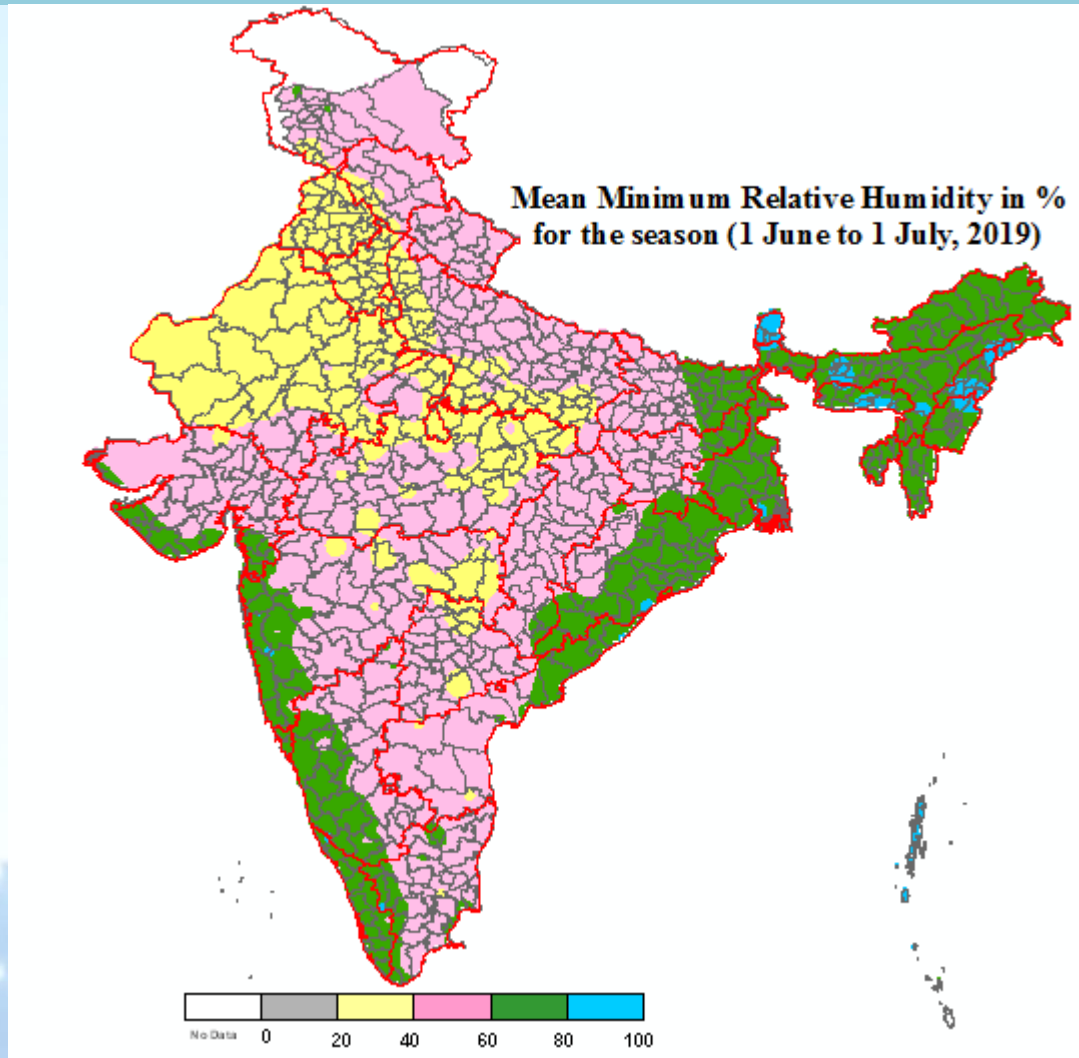 Mean Minimum Relative Humidity in %
for the season (1 June to 1 July, 2019)
No Data 0 20 40 60 80 100